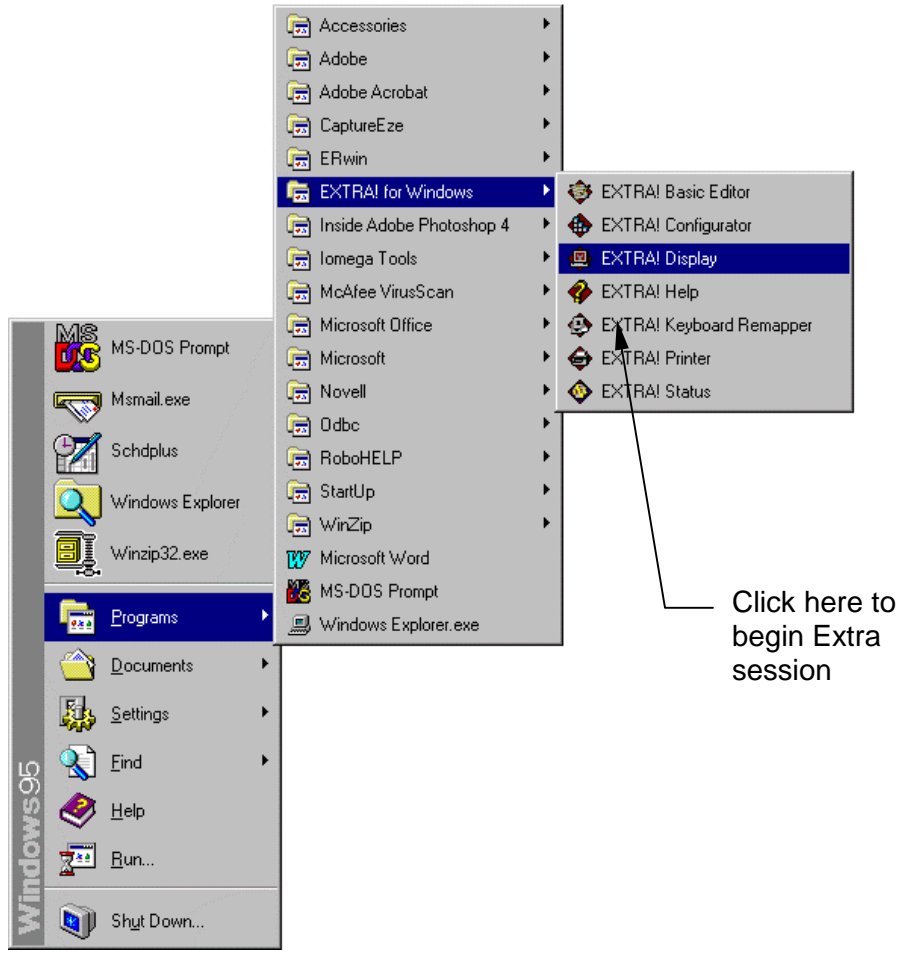 Accessories
Adobe
Adobe Acrobat
CaptureEze
ERwin
EXTRA! for Windows
Inside Adobe Photoshop 4
Iomega Tools
McAfee VirusScan
Microsoft Office
Microsoft
Novell
Odbc
RoboHELP
StartUp
WinZip
Microsoft Word
MS-DOS Prompt
Windows Explorer.exe
EXTRA! Basic Editor
EXTRA! Configurator
EXTRA! Display
EXTRA! Help
EXTRA! Keyboard Remapper
EXTRA! Printer
EXTRA! Status
MS-DOS Prompt
Msmail.exe
Schdplus
Windows Explorer
Winzip32.exe
Programs
Documents
Settings
Find
Help
Run...
Shut Down...
Windows95
MS
DOS
Click here to
begin Extra
session